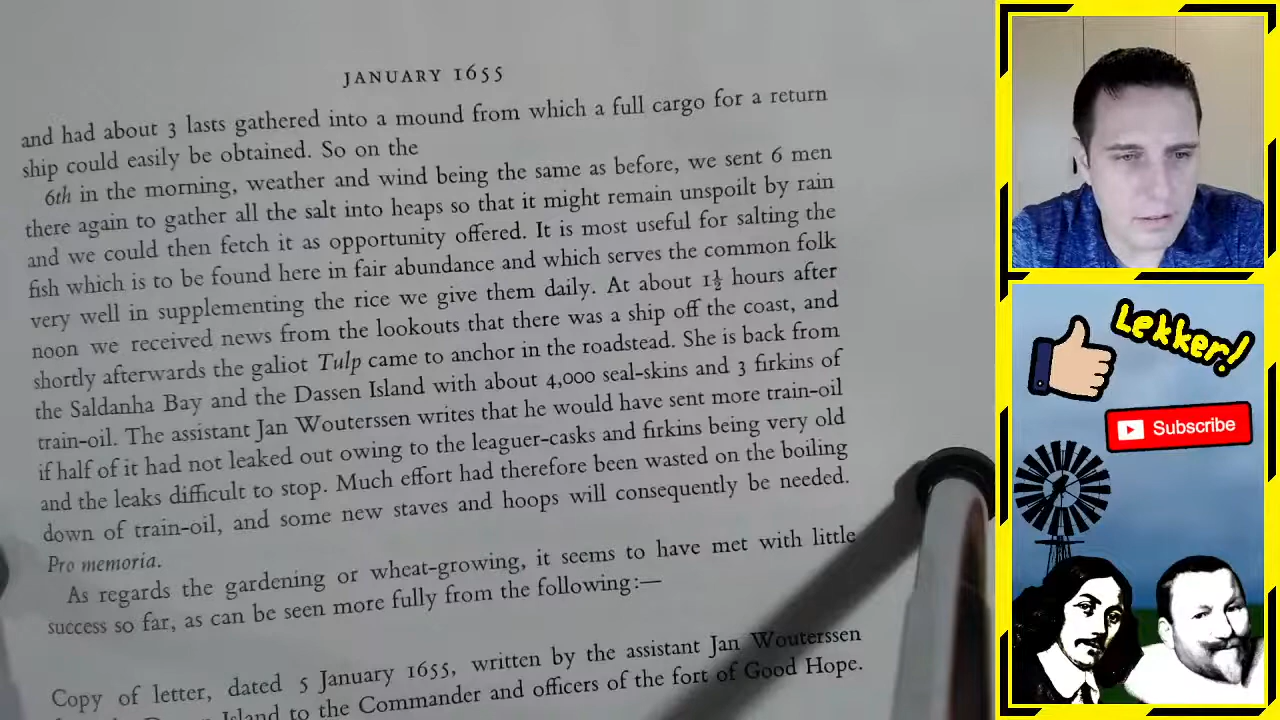 JANUARY 1655
and had about 3 lasts gathered into a mound from which a full cargo for a return
ship could easily be obtained. So on the
6th in the morning, weather and wind being the same as before, we sent 6 men
there again to gather all the salt into heaps so that it might remain unspoilt by rain
and we could then fetch it as opportunity offered. It is most useful for salting the
fish which is to be found here in fair abundance and which serves the common folk
very well in supplementing the rice we give them daily. At about 1½ hours after
noon we received news from the lookouts that there was a ship off the coast, and
shortly afterwards the galiot Tulp came to anchor in the roadstead. She is back from
the Saldanha Bay and the Dassen Island with about 4,000 seal-skins and 3 firkins of
train-oil. The assistant Jan Wouterssen writes that he would have sent more train-oil
if half of it had not leaked out owing to the leaguer-casks and firkins being very old
and the leaks difficult to stop. Much effort had therefore been wasted on the boiling
down of train-oil, and some new staves and hoops will consequently be needed.
Pro memoria.
As regards the gardening or wheat-growing, it seems to have met with little
success so far, as can be seen more fully from the following:—
Copy of letter, dated 5 January 1655, written by the assistant Jan Wouterssen
Island to the Commander and officers of the fort of Good Hope.
Lekker!
Subscribe